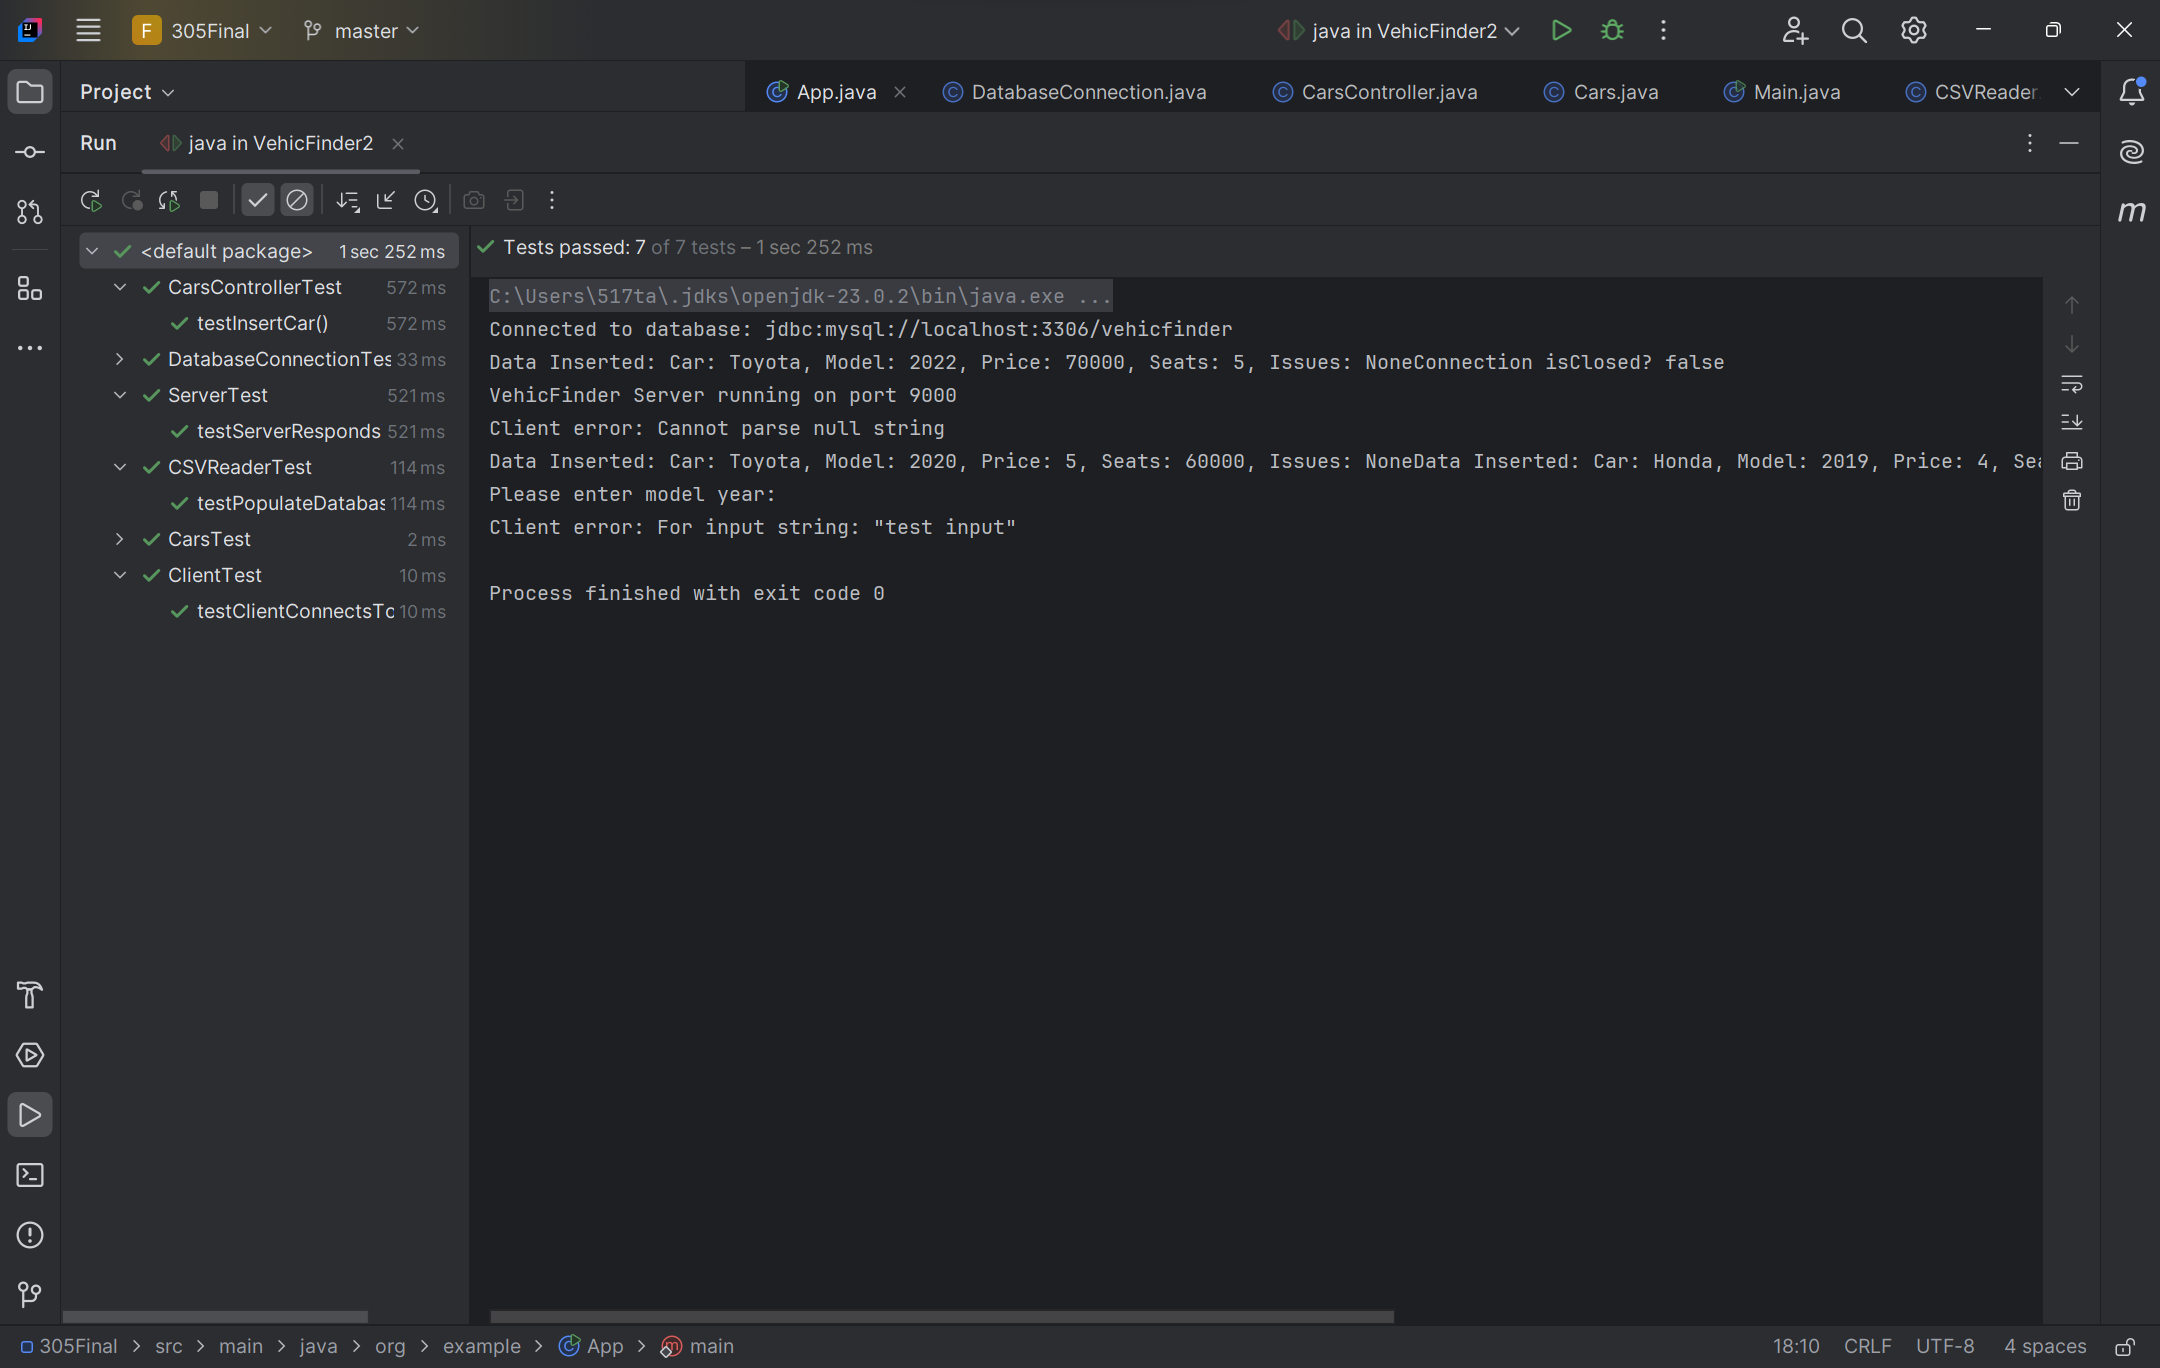 F 305Final master java in VehicFinder2
Project App.java DatabaseConnection.java CarsController.java Cars.java Main.java CSVReader
Run java in VehicFinder2
Tests passed: 7 of 7 tests – 1 sec 252 ms
<default package> 1 sec 252 ms
CarsControllerTest 572 ms
testInsertCar() 572 ms
DatabaseConnectionTes 33 ms
ServerTest 521 ms
testServerResponds 521 ms
CSVReaderTest 114 ms
testPopulateDatabas 114 ms
CarsTest 2 ms
ClientTest 10 ms
testClientConnectsTo 10 ms
C:\Users\517ta\.jdks\openjdk-23.0.2\bin\java.exe ...
Connected to database: jdbc:mysql://localhost:3306/vehicfinder
Data Inserted: Car: Toyota, Model: 2022, Price: 70000, Seats: 5, Issues: NoneConnection isClosed? false
VehicFinder Server running on port 9000
Client error: Cannot parse null string
Data Inserted: Car: Toyota, Model: 2020, Price: 5, Seats: 60000, Issues: NoneData Inserted: Car: Honda, Model: 2019, Price: 4, Sea
Please enter model year:
Client error: For input string: "test input"
Process finished with exit code 0
305Final > src > main > java > org > example > App > main 18:10 CRLF UTF-8 4 spaces